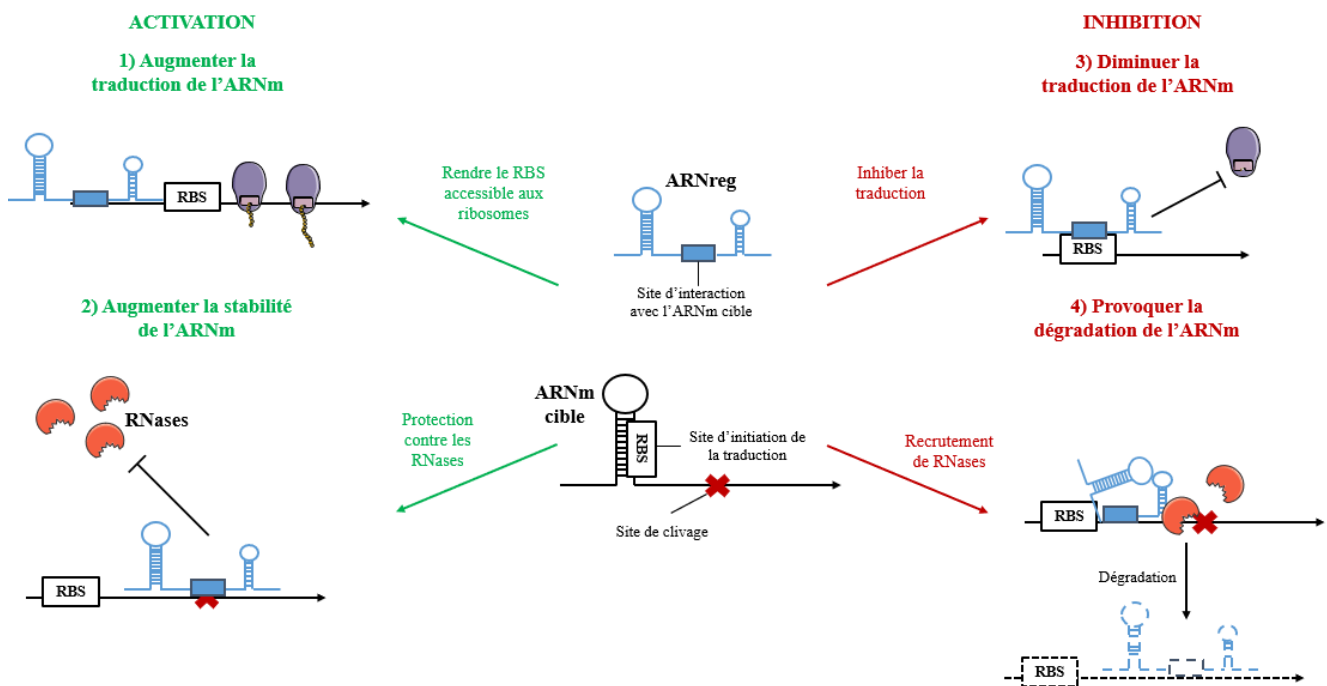 ACTIVATION
1) Augmenter la
traduction de l'ARNm
RBS
Rendre le RBS
accessible aux
ribosomes
ARNreg
Site d'interaction
avec l'ARNm cible
Inhiber la
traduction
INHIBITION
3) Diminuer la
traduction de l'ARNm
RBS
2) Augmenter la stabilité
de l'ARNm
RNases
RBS
Protection
contre les
RNases
ARNm
cible
RBS
Site d'initiation de
la traduction
Site de clivage
Recrutement
de RNases
4) Provoquer la
dégradation de l'ARNm
RBS
Dégradation
RBS